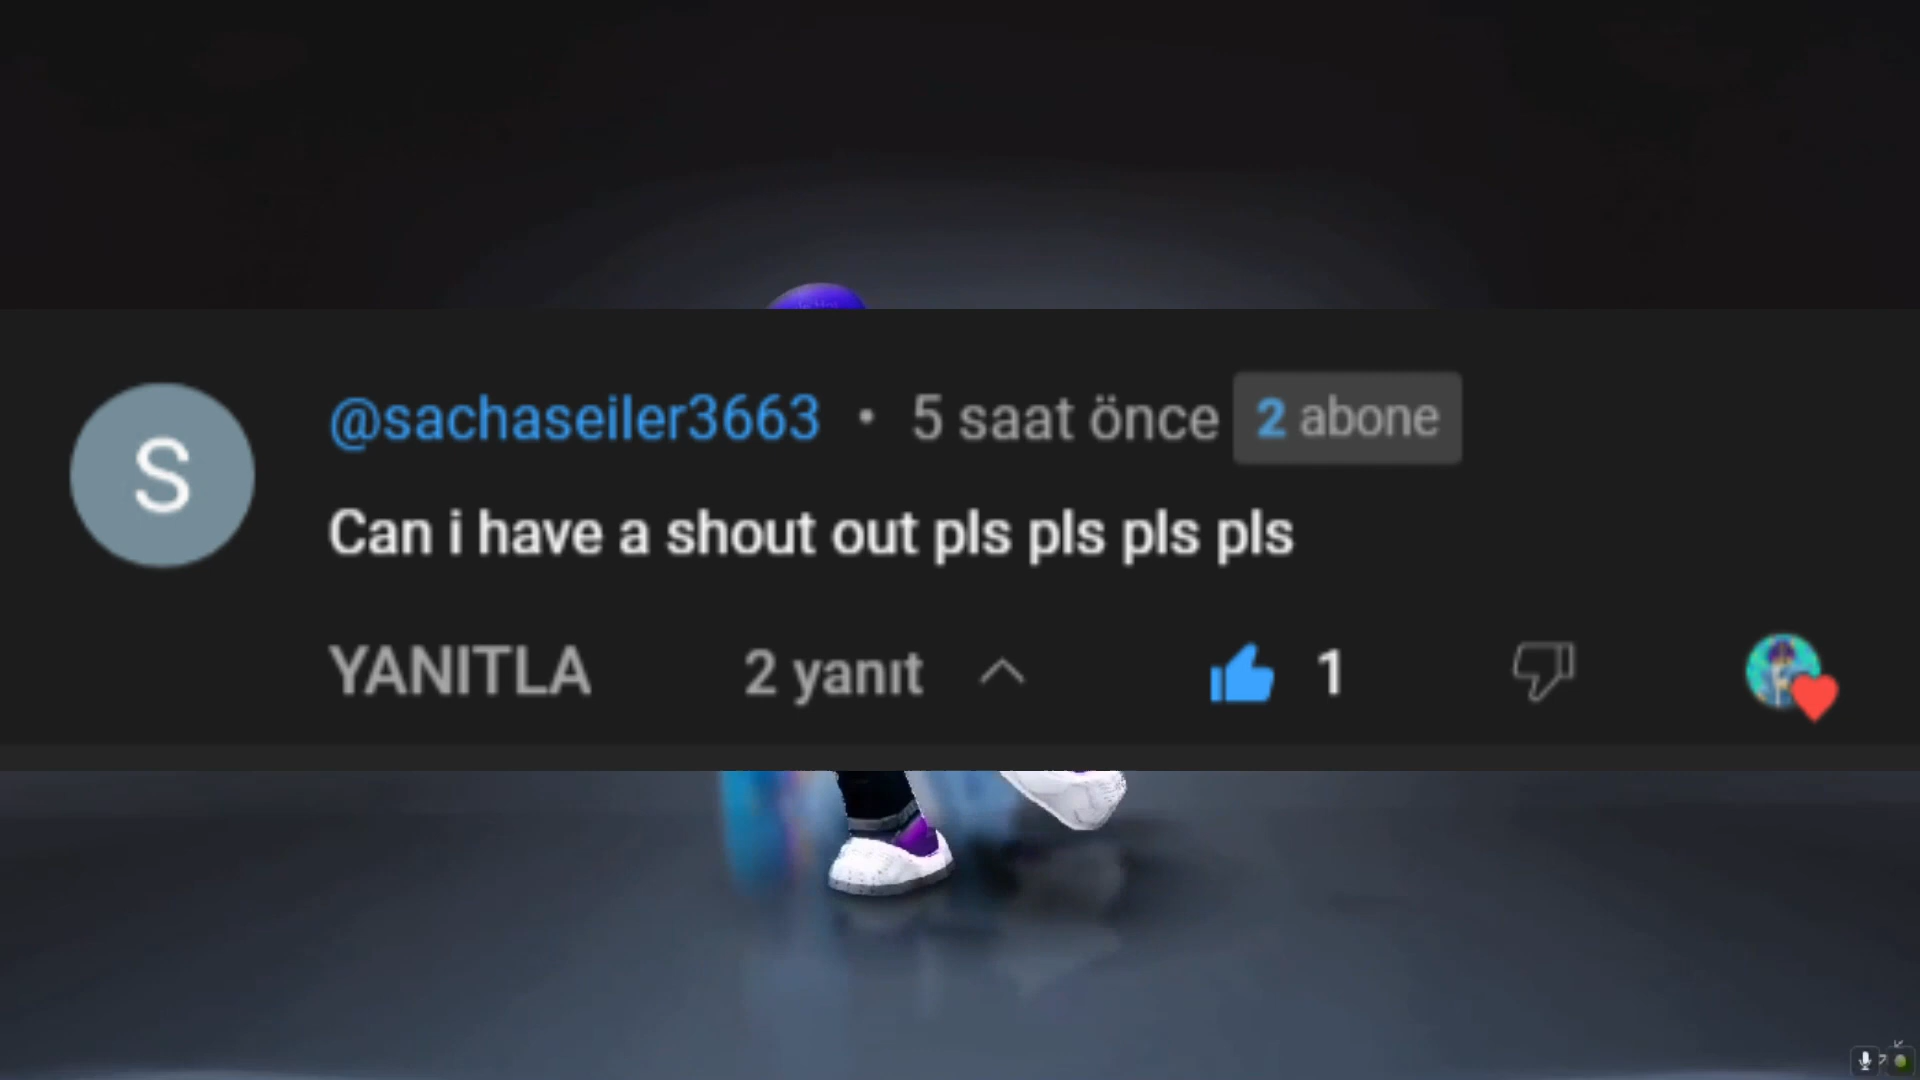 S
@sachaseiler3663 • 5 saat önce 2 abone
Can i have a shout out pls pls pls pls
YANITLA 2 yanıt 1